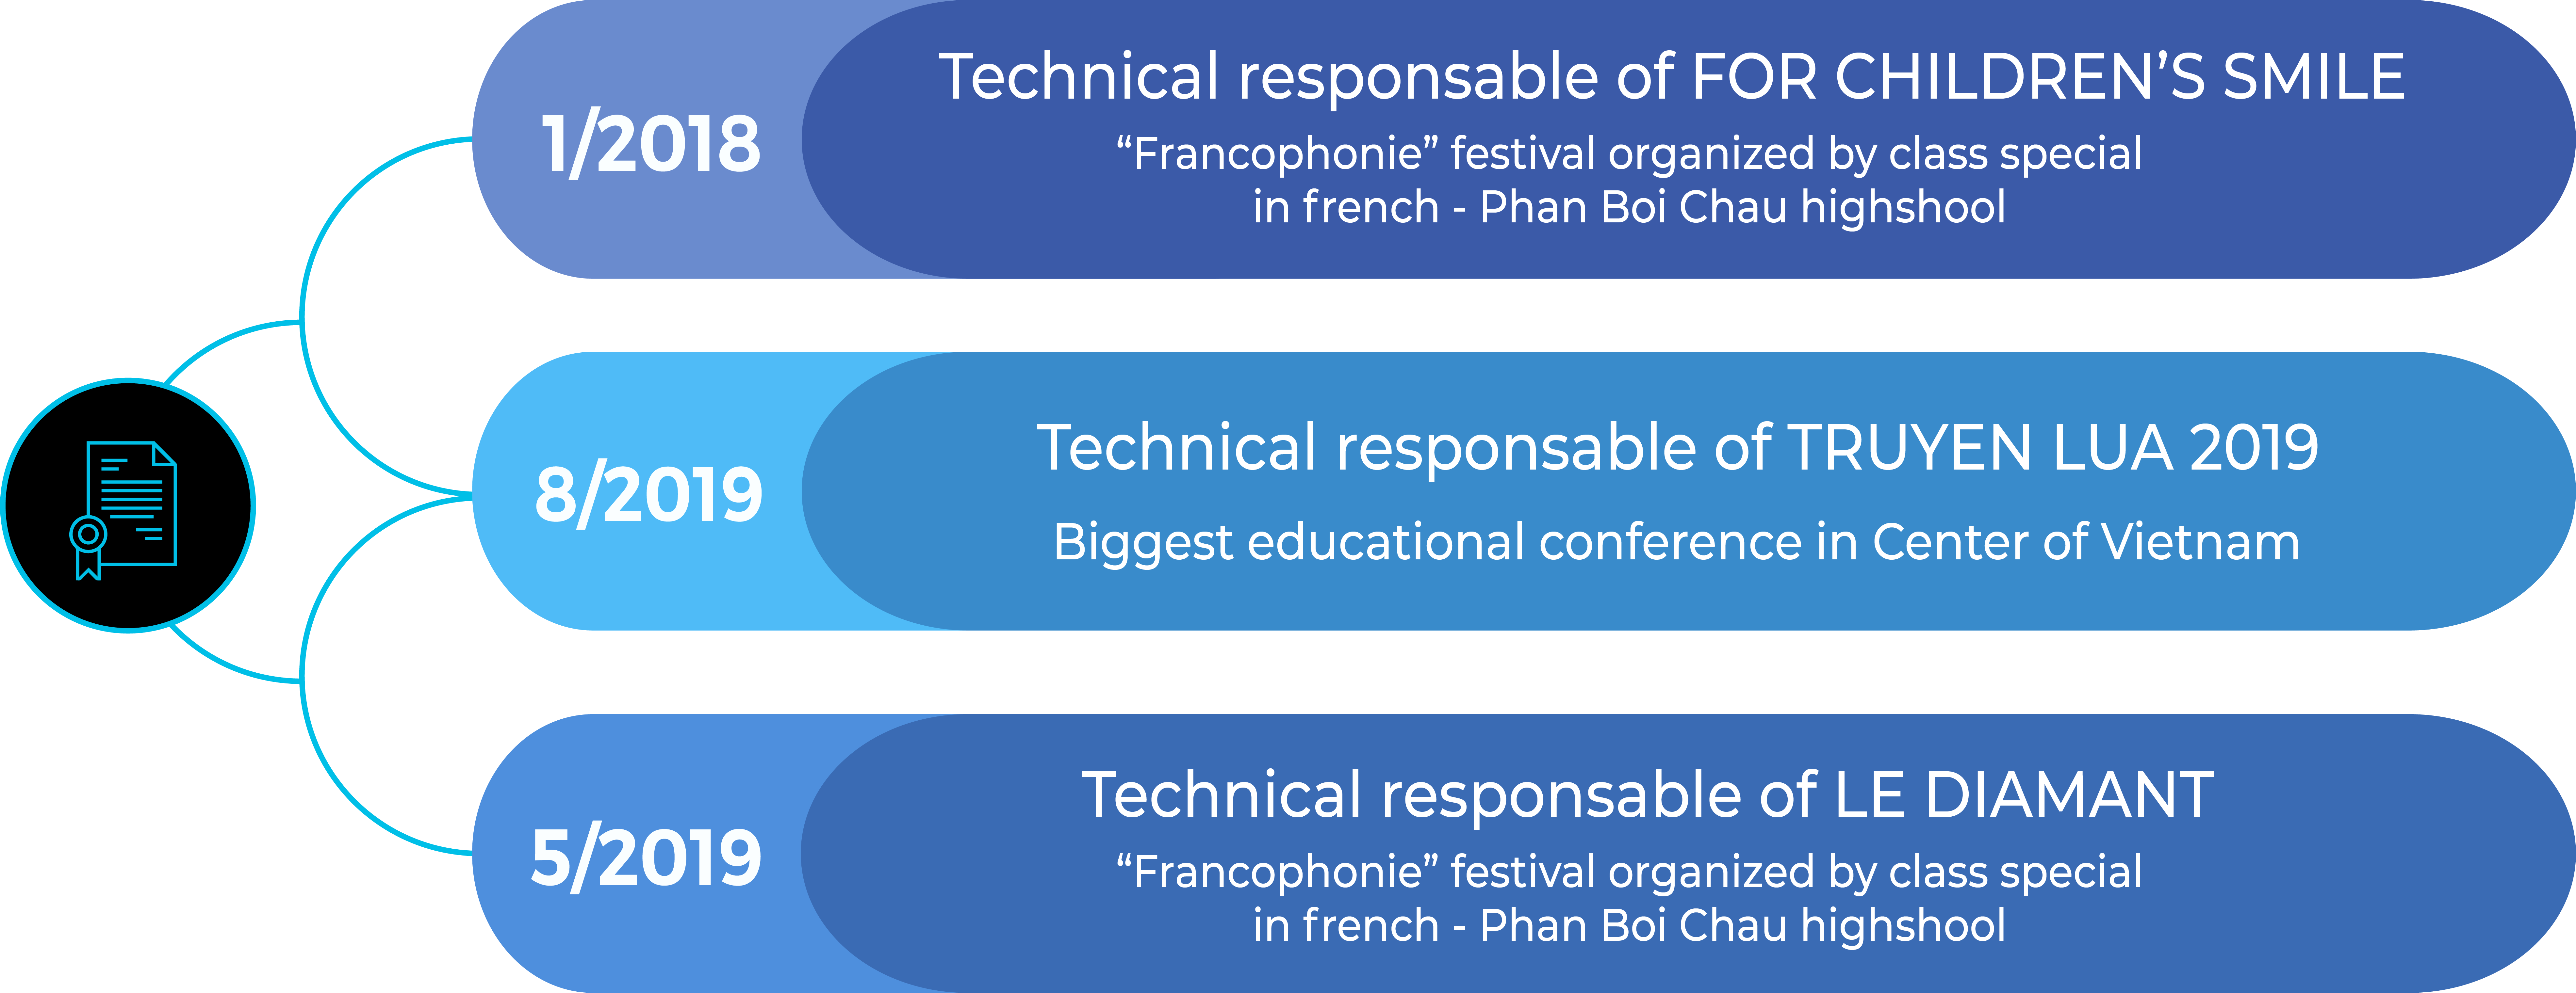 1/2018
Technical responsable of FOR CHILDREN’S SMILE
“Francophonie” festival organized by class special
in french - Phan Boi Chau highshool
8/2019
Technical responsable of TRUYEN LUA 2019
Biggest educational conference in Center of Vietnam
5/2019
Technical responsable of LE DIAMANT
“Francophonie” festival organized by class special
in french - Phan Boi Chau highshool